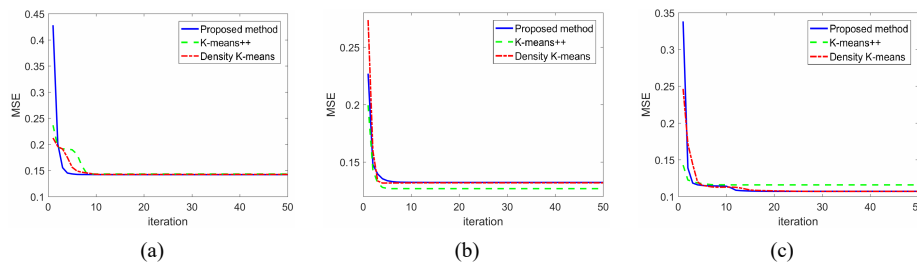 0.45
0.4
0.35
0.3
0.25
0.2
0.15
0.1
MSE
0 10 20 30 40 50
iteration
Proposed method
K-means++
Density K-means
(a)
0.25
0.2
0.15
MSE
0 10 20 30 40 50
iteration
Proposed method
K-means++
Density K-means
(b)
0.35
0.3
0.25
0.2
0.15
0.1
MSE
0 10 20 30 40 50
iteration
Proposed method
K-means++
Density K-means
(c)